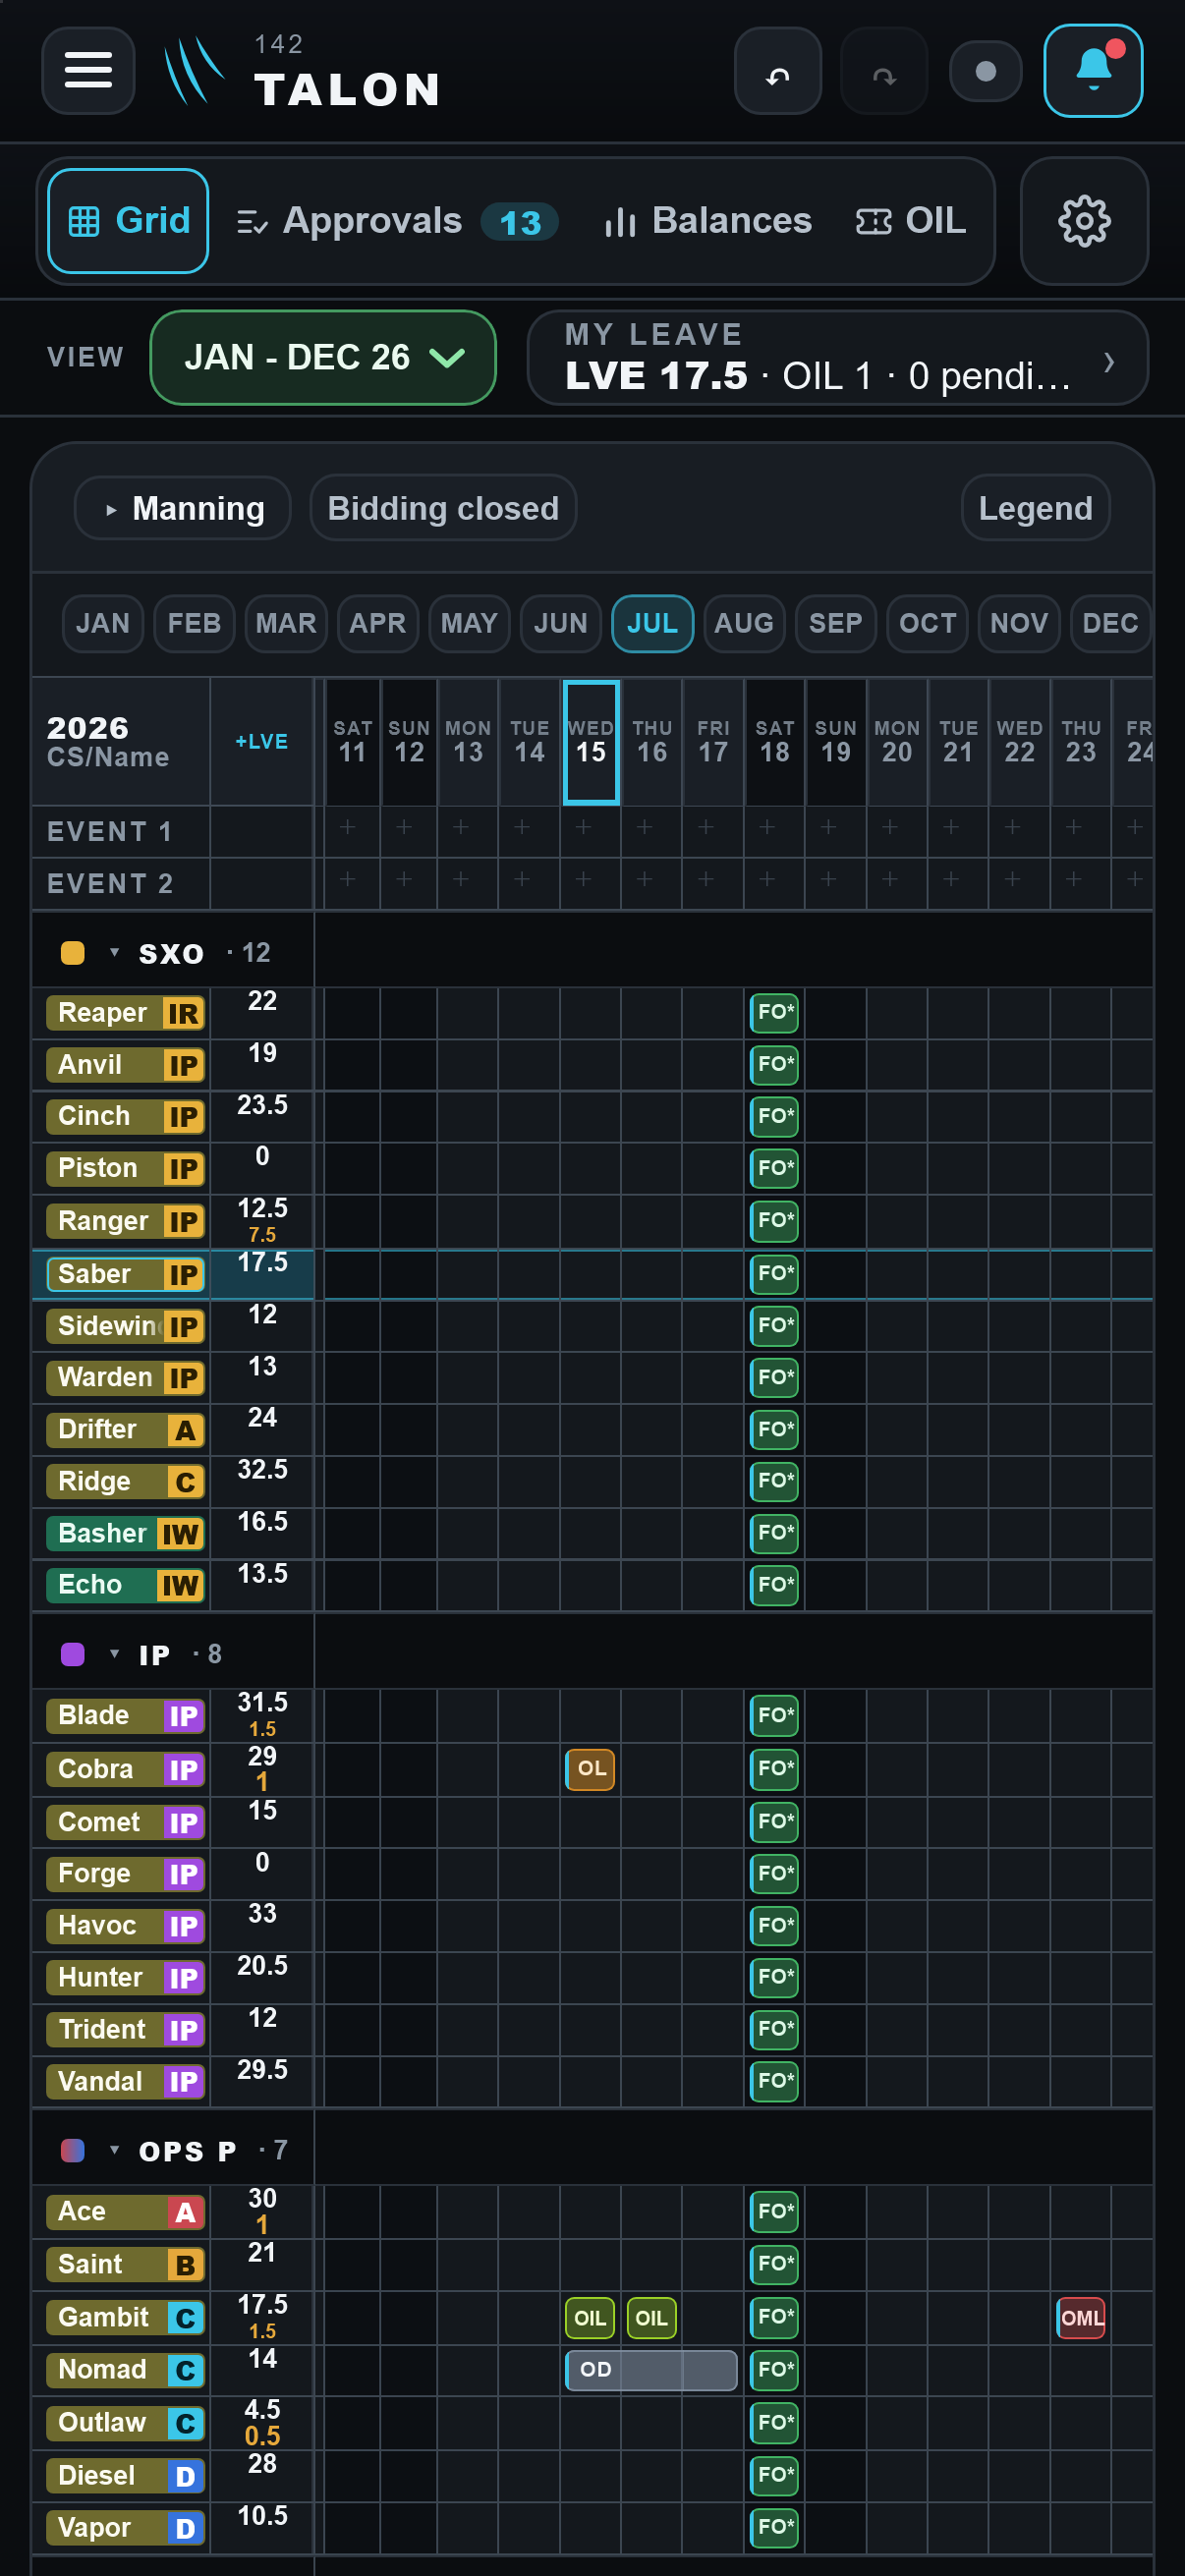 142
TALON
Grid Approvals 13 Balances OIL
VIEW JAN - DEC 26
MY LEAVE
LVE 17.5 · OIL 1 · 0 pendi…
Manning Bidding closed Legend
JAN FEB MAR APR MAY JUN JUL AUG SEP OCT NOV DEC
2026
CS/Name
+LVE
SAT 11 SUN 12 MON 13 TUE 14 WED 15 THU 16 FRI 17 SAT 18 SUN 19 MON 20 TUE 21 WED 22 THU 23 FR 24
EVENT 1 + + + + + + + + + + + + + +
EVENT 2 + + + + + + + + + + + + + +
SXO · 12
Reaper IR 22 FO*
Anvil IP 19 FO*
Cinch IP 23.5 FO*
Piston IP 0 FO*
Ranger IP 12.5 7.5 FO*
Saber IP 17.5 FO*
Sidewin IP 12 FO*
Warden IP 13 FO*
Drifter A 24 FO*
Ridge C 32.5 FO*
Basher IW 16.5 FO*
Echo IW 13.5 FO*
IP · 8
Blade IP 31.5 1.5 FO*
Cobra IP 29 1 OL FO*
Comet IP 15 FO*
Forge IP 0 FO*
Havoc IP 33 FO*
Hunter IP 20.5 FO*
Trident IP 12 FO*
Vandal IP 29.5 FO*
OPS P · 7
Ace A 30 1 FO*
Saint B 21 FO*
Gambit C 17.5 1.5 OIL OIL FO* OML
Nomad C 14 OD FO*
Outlaw C 4.5 0.5 FO*
Diesel D 28 FO*
Vapor D 10.5 FO*